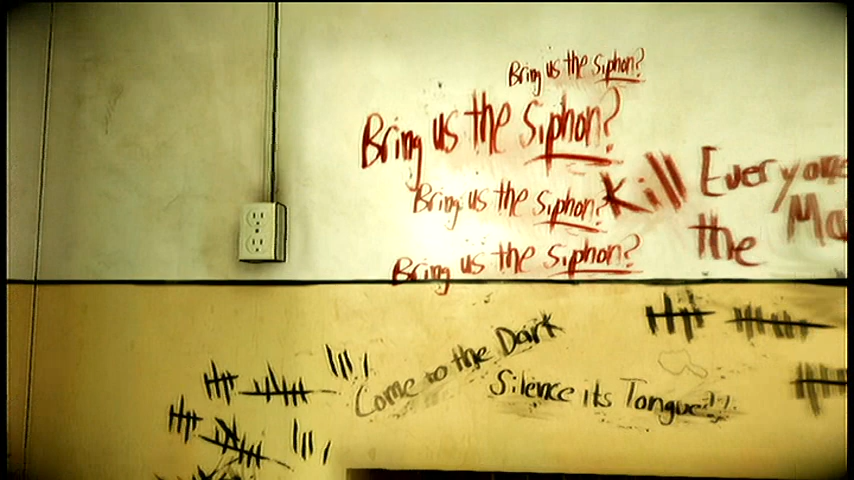 Bring us the Siphon?
Bring us the Siphon?
Bring us the Siphon?
Bring us the Siphon?
Kill Everyone
the
Come to the Dark
Silence its Tongue!!